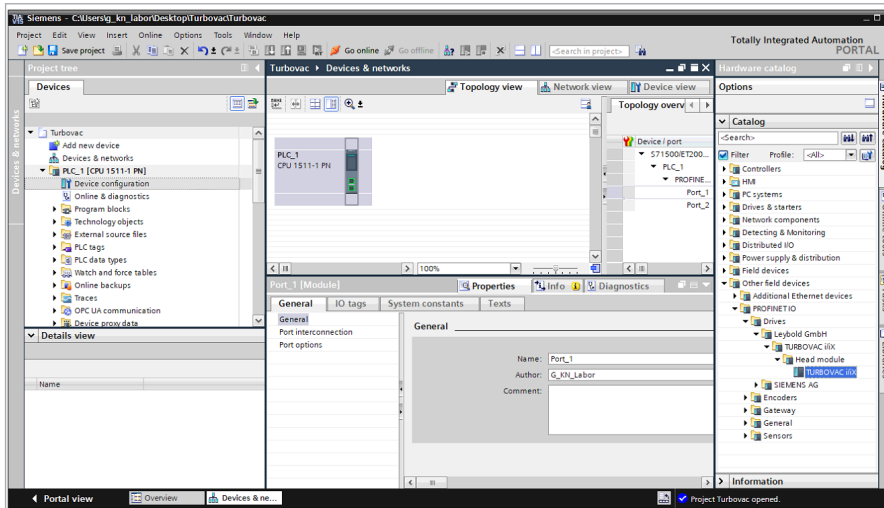 Siemens - C:\Users\g_kn_labor\Desktop\Turbovac\Turbovac
Project Edit View Insert Online Options Tools Window Help
Totally Integrated Automation
PORTAL
Save project
Go online
Go offline
<Search in project>
Project tree
Devices
Devices & networks
Turbovac
Add new device
Devices & networks
PLC_1 [CPU 1511-1 PN]
Device configuration
Online & diagnostics
Program blocks
Technology objects
External source files
PLC tags
PLC data types
Watch and force tables
Online backups
Traces
OPC UA communication
Device proxy data
Details view
Name
Turbovac ▸ Devices & networks
Topology view
Network view
Device view
PLC_1
CPU 1511-1 PN
100%
Topology overv
Device / port
S71500/ET200...
PLC_1
PROFINE...
Port_1
Port_2
Port_1 [Module]
Properties
Info
Diagnostics
General
IO tags
System constants
Texts
General
Port interconnection
Port options
General
Name: Port_1
Author: G_KN_Labor
Comment:
Hardware catalog
Options
Catalog
<Search>
Filter Profile: <All>
Controllers
HMI
PC systems
Drives & starters
Network components
Detecting & Monitoring
Distributed I/O
Power supply & distribution
Field devices
Other field devices
Additional Ethernet devices
PROFINET IO
Drives
Leybold GmbH
TURBOVAC i/iX
Head module
TURBOVAC i/iX
SIEMENS AG
Encoders
Gateway
General
Sensors
Information
Portal view
Overview
Devices & ne...
Project Turbovac opened.